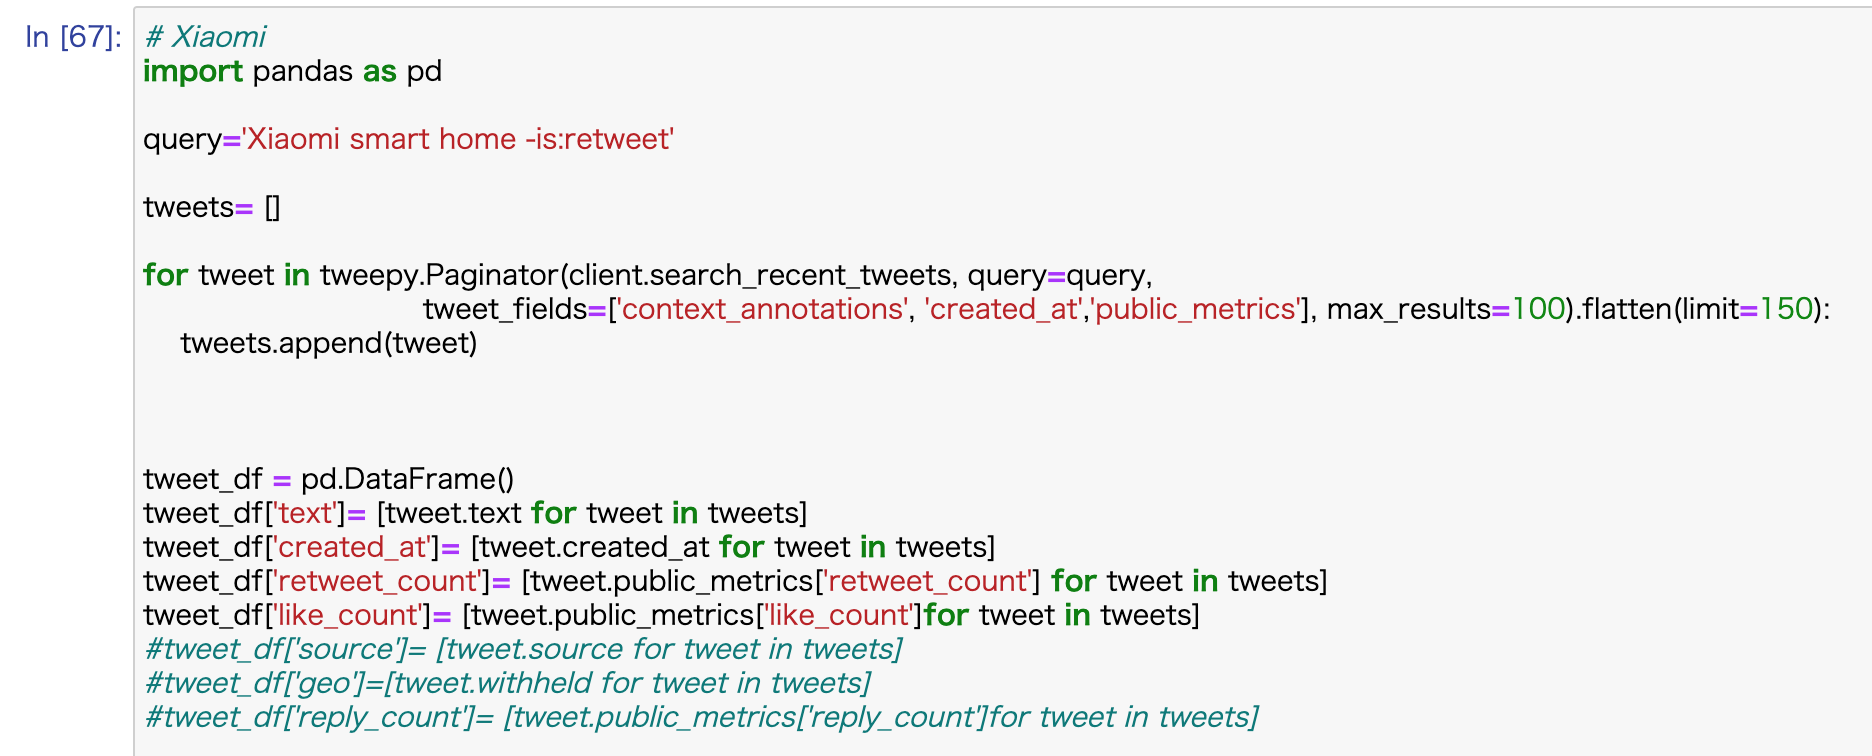 In [67]:
# Xiaomi
import pandas as pd
query='Xiaomi smart home -is:retweet'
tweets= []
for tweet in tweepy.Paginator(client.search_recent_tweets, query=query,
tweet_fields=['context_annotations', 'created_at','public_metrics'], max_results=100).flatten(limit=150):
tweets.append(tweet)
tweet_df = pd.DataFrame()
tweet_df['text']= [tweet.text for tweet in tweets]
tweet_df['created_at']= [tweet.created_at for tweet in tweets]
tweet_df['retweet_count']= [tweet.public_metrics['retweet_count'] for tweet in tweets]
tweet_df['like_count']= [tweet.public_metrics['like_count']for tweet in tweets]
#tweet_df['source']= [tweet.source for tweet in tweets]
#tweet_df['geo']=[tweet.withheld for tweet in tweets]
#tweet_df['reply_count']= [tweet.public_metrics['reply_count']for tweet in tweets]